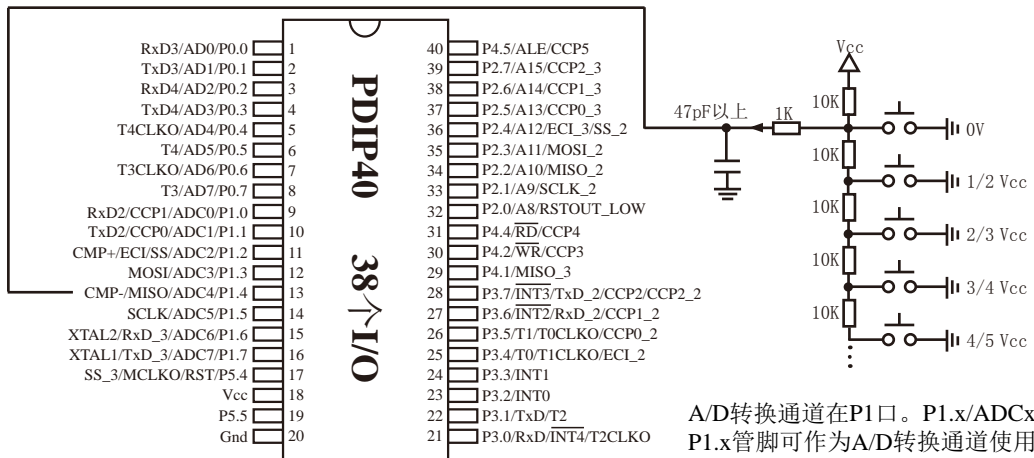 RxD3/AD0/P0.0 1
TxD3/AD1/P0.1 2
RxD4/AD2/P0.2 3
TxD4/AD3/P0.3 4
T4CLKO/AD4/P0.4 5
T4/AD5/P0.5 6
T3CLKO/AD6/P0.6 7
T3/AD7/P0.7 8
RxD2/CCP1/ADC0/P1.0 9
TxD2/CCP0/ADC1/P1.1 10
CMP+/ECI/SS/ADC2/P1.2 11
MOSI/ADC3/P1.3 12
CMP-/MISO/ADC4/P1.4 13
SCLK/ADC5/P1.5 14
XTAL2/RxD_3/ADC6/P1.6 15
XTAL1/TxD_3/ADC7/P1.7 16
SS_3/MCLKO/RST/P5.4 17
Vcc 18
P5.5 19
Gnd 20
PDIP40 38个I/O
40 P4.5/ALE/CCP5
39 P2.7/A15/CCP2_3
38 P2.6/A14/CCP1_3
37 P2.5/A13/CCP0_3
36 P2.4/A12/ECI_3/SS_2
35 P2.3/A11/MOSI_2
34 P2.2/A10/MISO_2
33 P2.1/A9/SCLK_2
32 P2.0/A8/RSTOUT_LOW
31 P4.4/RD/CCP4
30 P4.2/WR/CCP3
29 P4.1/MISO_3
28 P3.7/INT3/TxD_2/CCP2/CCP2_2
27 P3.6/INT2/RxD_2/CCP1_2
26 P3.5/T1/T0CLKO/CCP0_2
25 P3.4/T0/T1CLKO/ECI_2
24 P3.3/INT1
23 P3.2/INT0
22 P3.1/TxD/T2
21 P3.0/RxD/INT4/T2CLKO
Vcc
10K
47pF以上 1K
0V
10K
1/2 Vcc
10K
2/3 Vcc
10K
3/4 Vcc
10K
4/5 Vcc
A/D转换通道在P1口。P1.x/ADCx
P1.x管脚可作为A/D转换通道使用